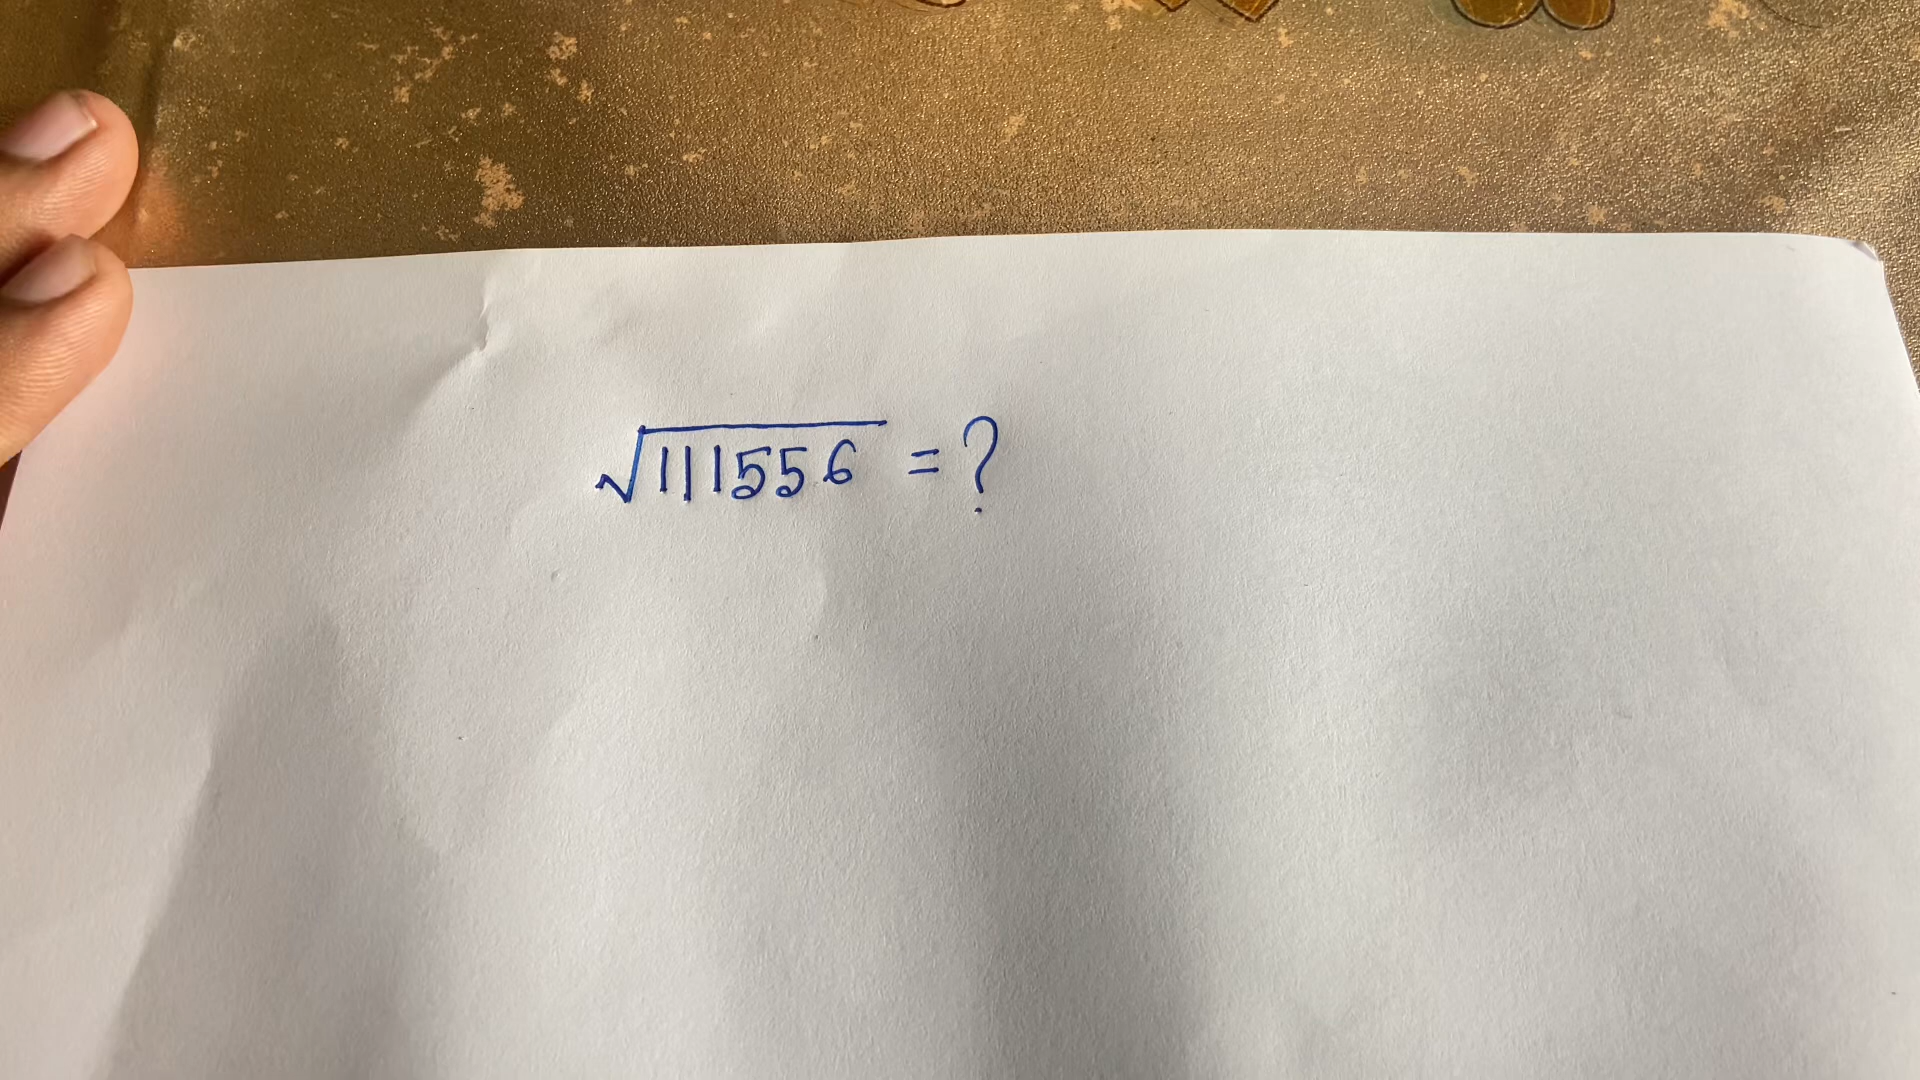 √111556 = ?